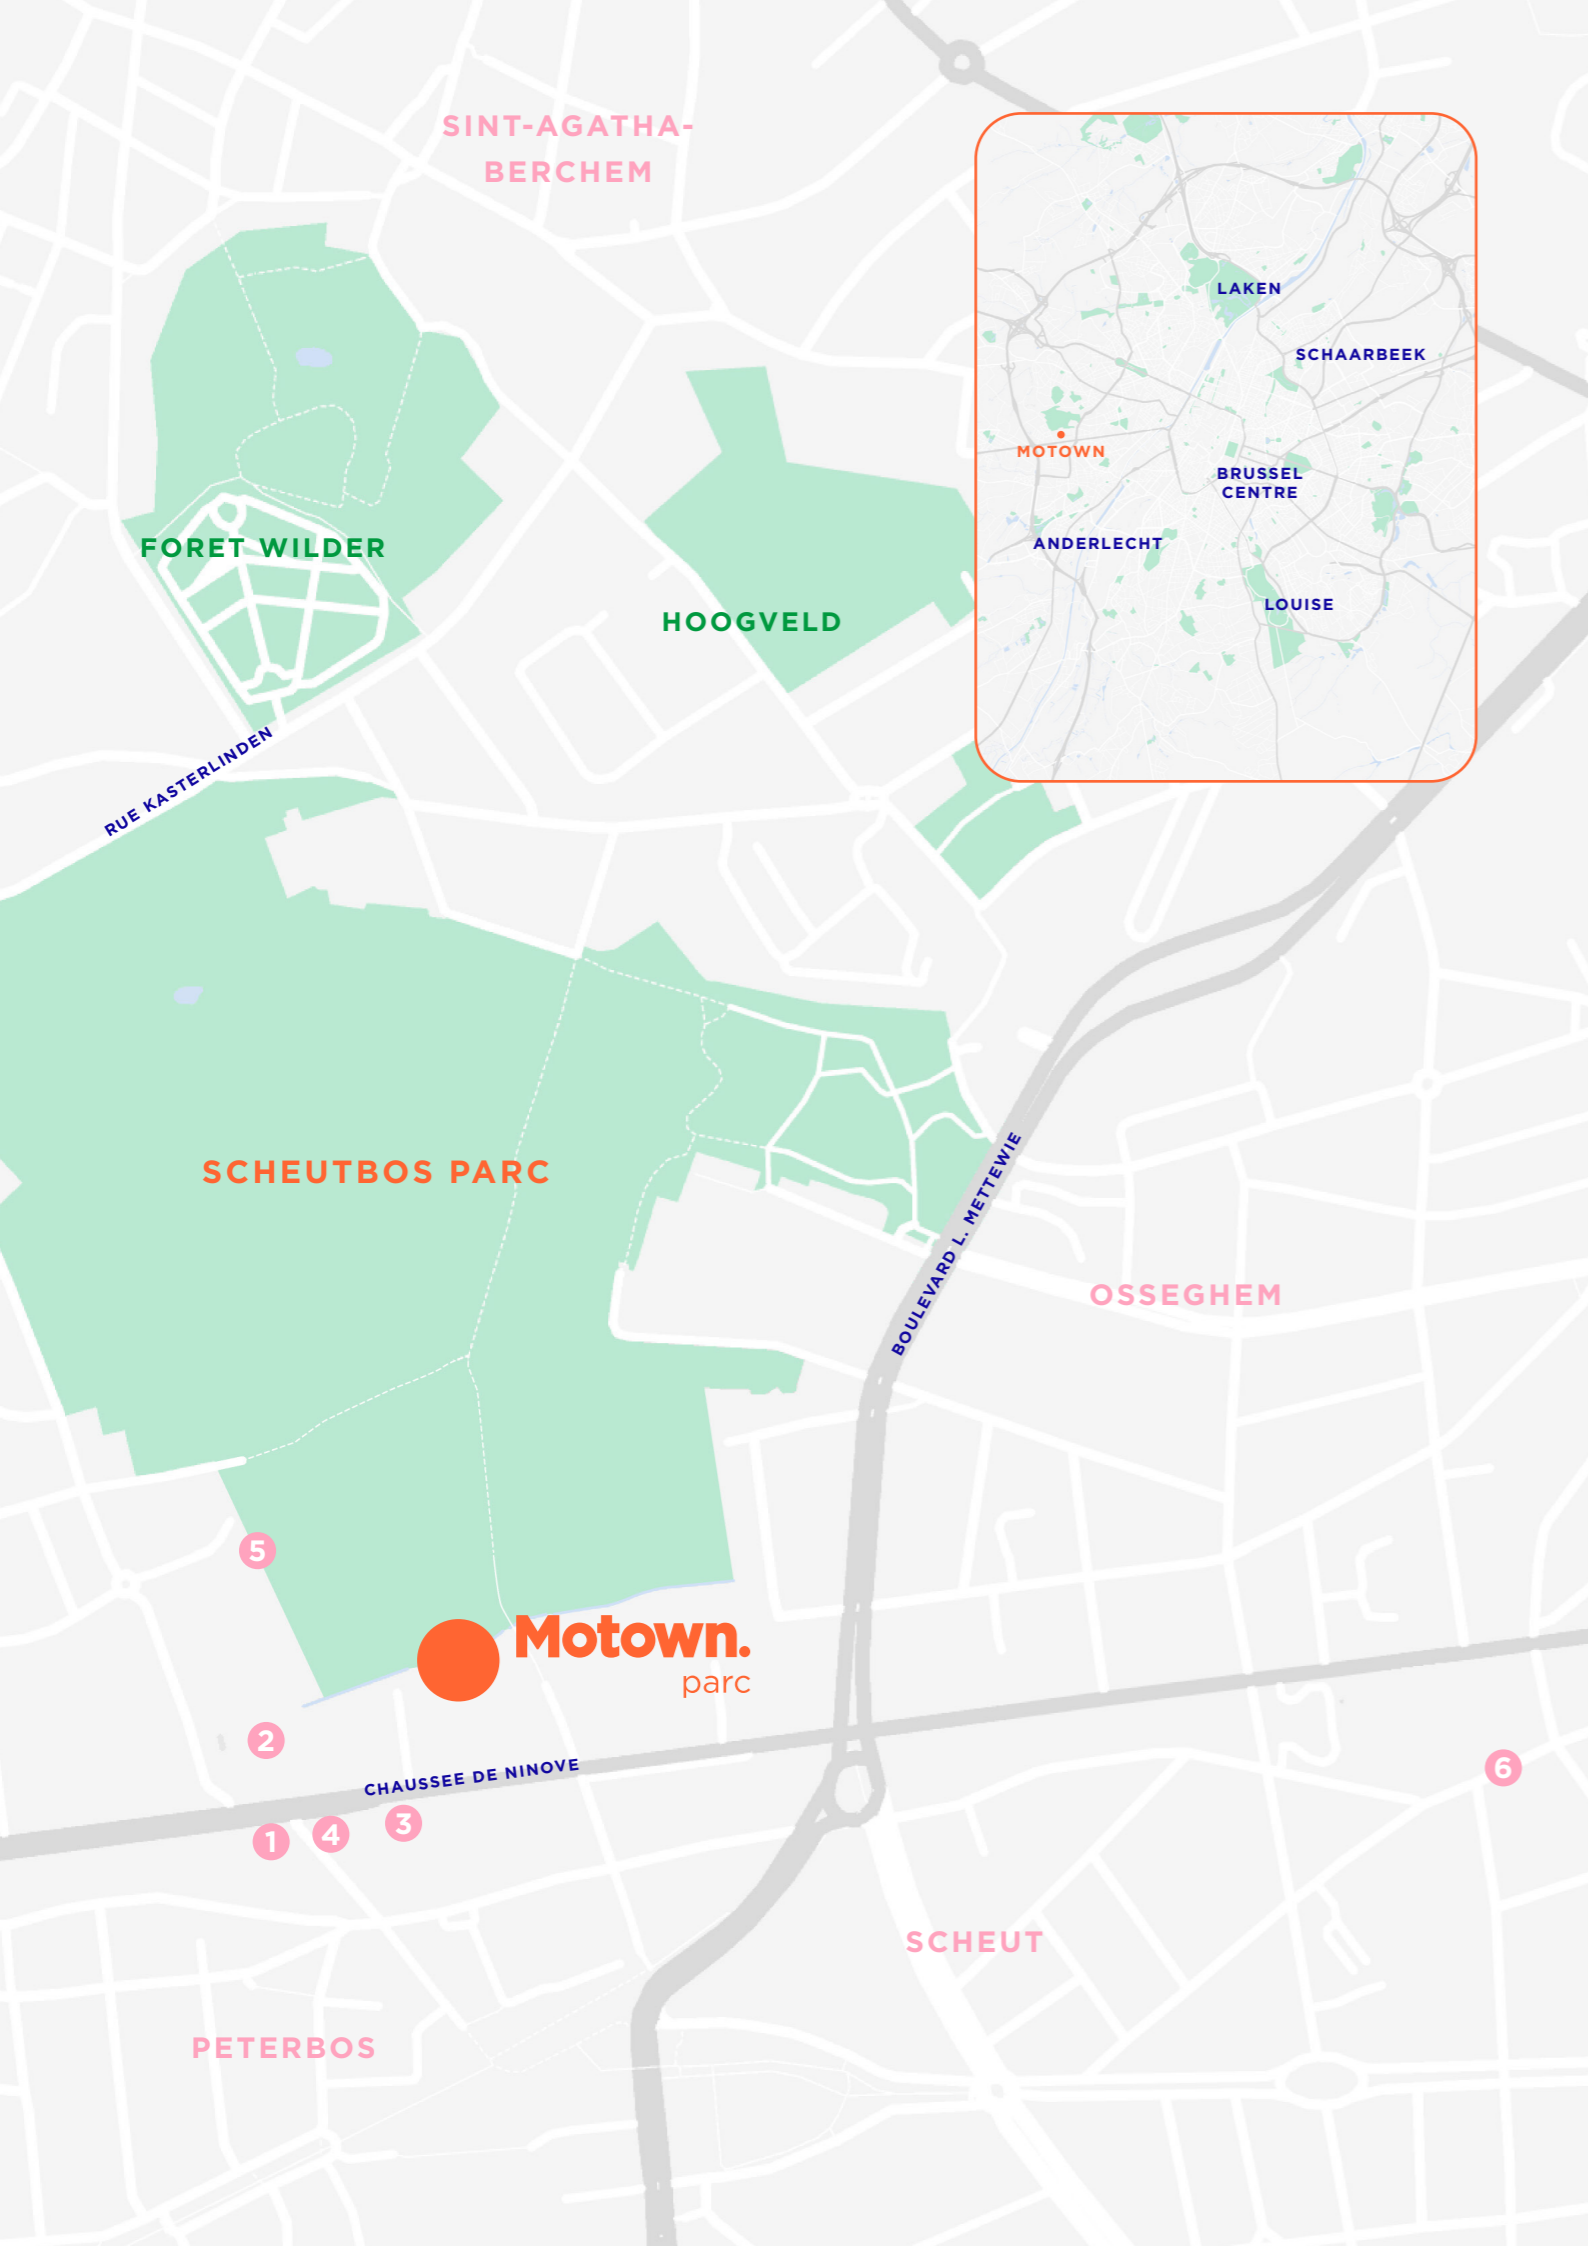 SINT-AGATHA-
BERCHEM
LAKEN
SCHAARBEEK
MOTOWN
BRUSSEL
CENTRE
ANDERLECHT
LOUISE
FORET WILDER
HOOGVELD
RUE KASTERLINDEN
SCHEUTBOS PARC
BOULEVARD L. METTEWIE
OSSEGHEM
5
Motown.
parc
2
CHAUSSEE DE NINOVE
6
1
4
3
SCHEUT
PETERBOS